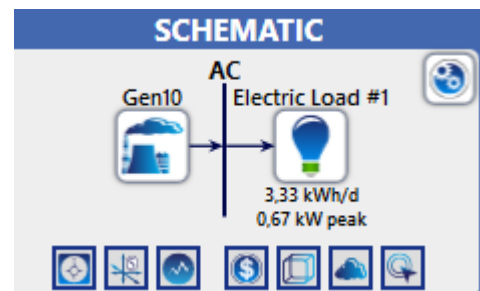 SCHEMATIC
AC
Gen10 Electric Load #1
3,33 kWh/d
0,67 kW peak